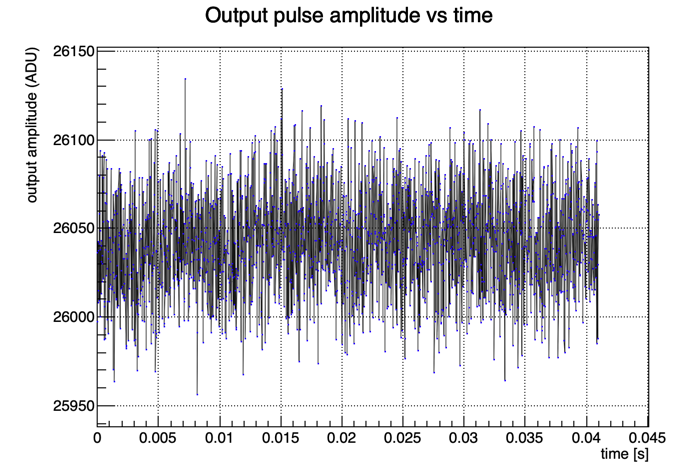 Output pulse amplitude vs time
output amplitude (ADU)
26150
26100
26050
26000
25950
0 0.005 0.01 0.015 0.02 0.025 0.03 0.035 0.04 0.045
time [s]